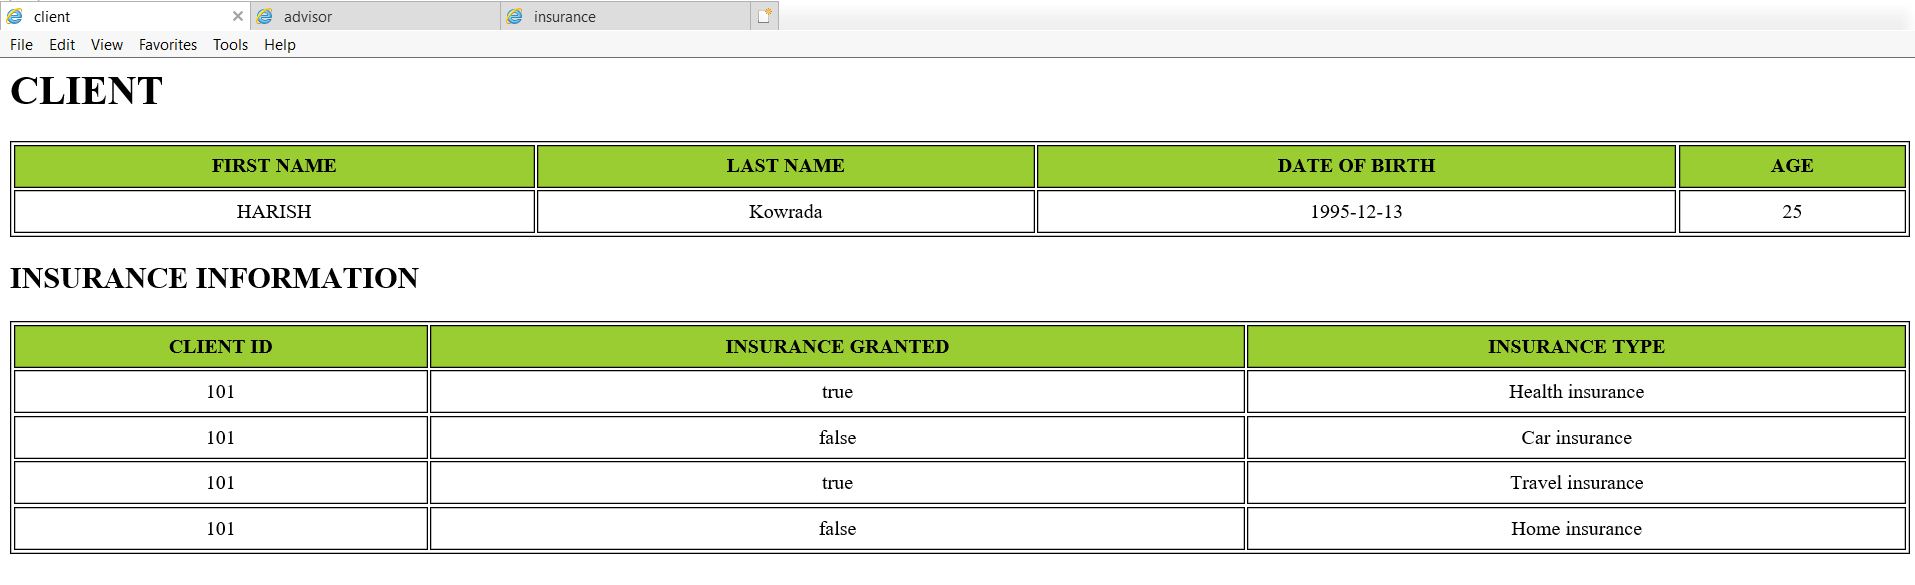 client advisor insurance
File Edit View Favorites Tools Help
CLIENT
FIRST NAME LAST NAME DATE OF BIRTH AGE
HARISH Kowrada 1995-12-13 25
INSURANCE INFORMATION
CLIENT ID INSURANCE GRANTED INSURANCE TYPE
101 true Health insurance
101 false Car insurance
101 true Travel insurance
101 false Home insurance